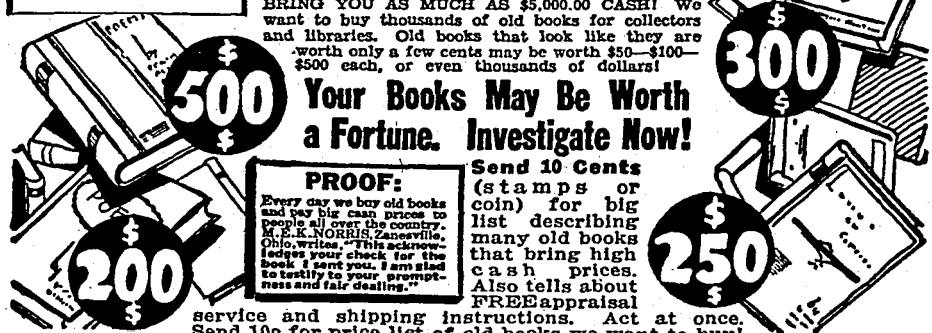 BRING YOU AS MUCH AS $5,000.00 CASH! We
want to buy thousands of old books for collectors
and libraries. Old books that look like they are
worth only a few cents may be worth $50—$100—
$500 each, or even thousands of dollars!
$
500
$
$
300
$
Your Books May Be Worth
a Fortune. Investigate Now!
PROOF:
Every day we buy old books
and pay big cash prices to
people all over the country.
M.E.K. NORRIS, Zanesville,
Ohio, writes, "This acknow-
ledges your check for the
book I sent you. I am glad
to testify to your prompt-
ness and fair dealing."
$
200
$
Send 10 Cents
(stamps or
coin) for big
list describing
many old books
that bring high
cash prices.
Also tells about
FREE appraisal
$
250
$
service and shipping instructions. Act at once.
Send 10c for price list of old books we want to buy!